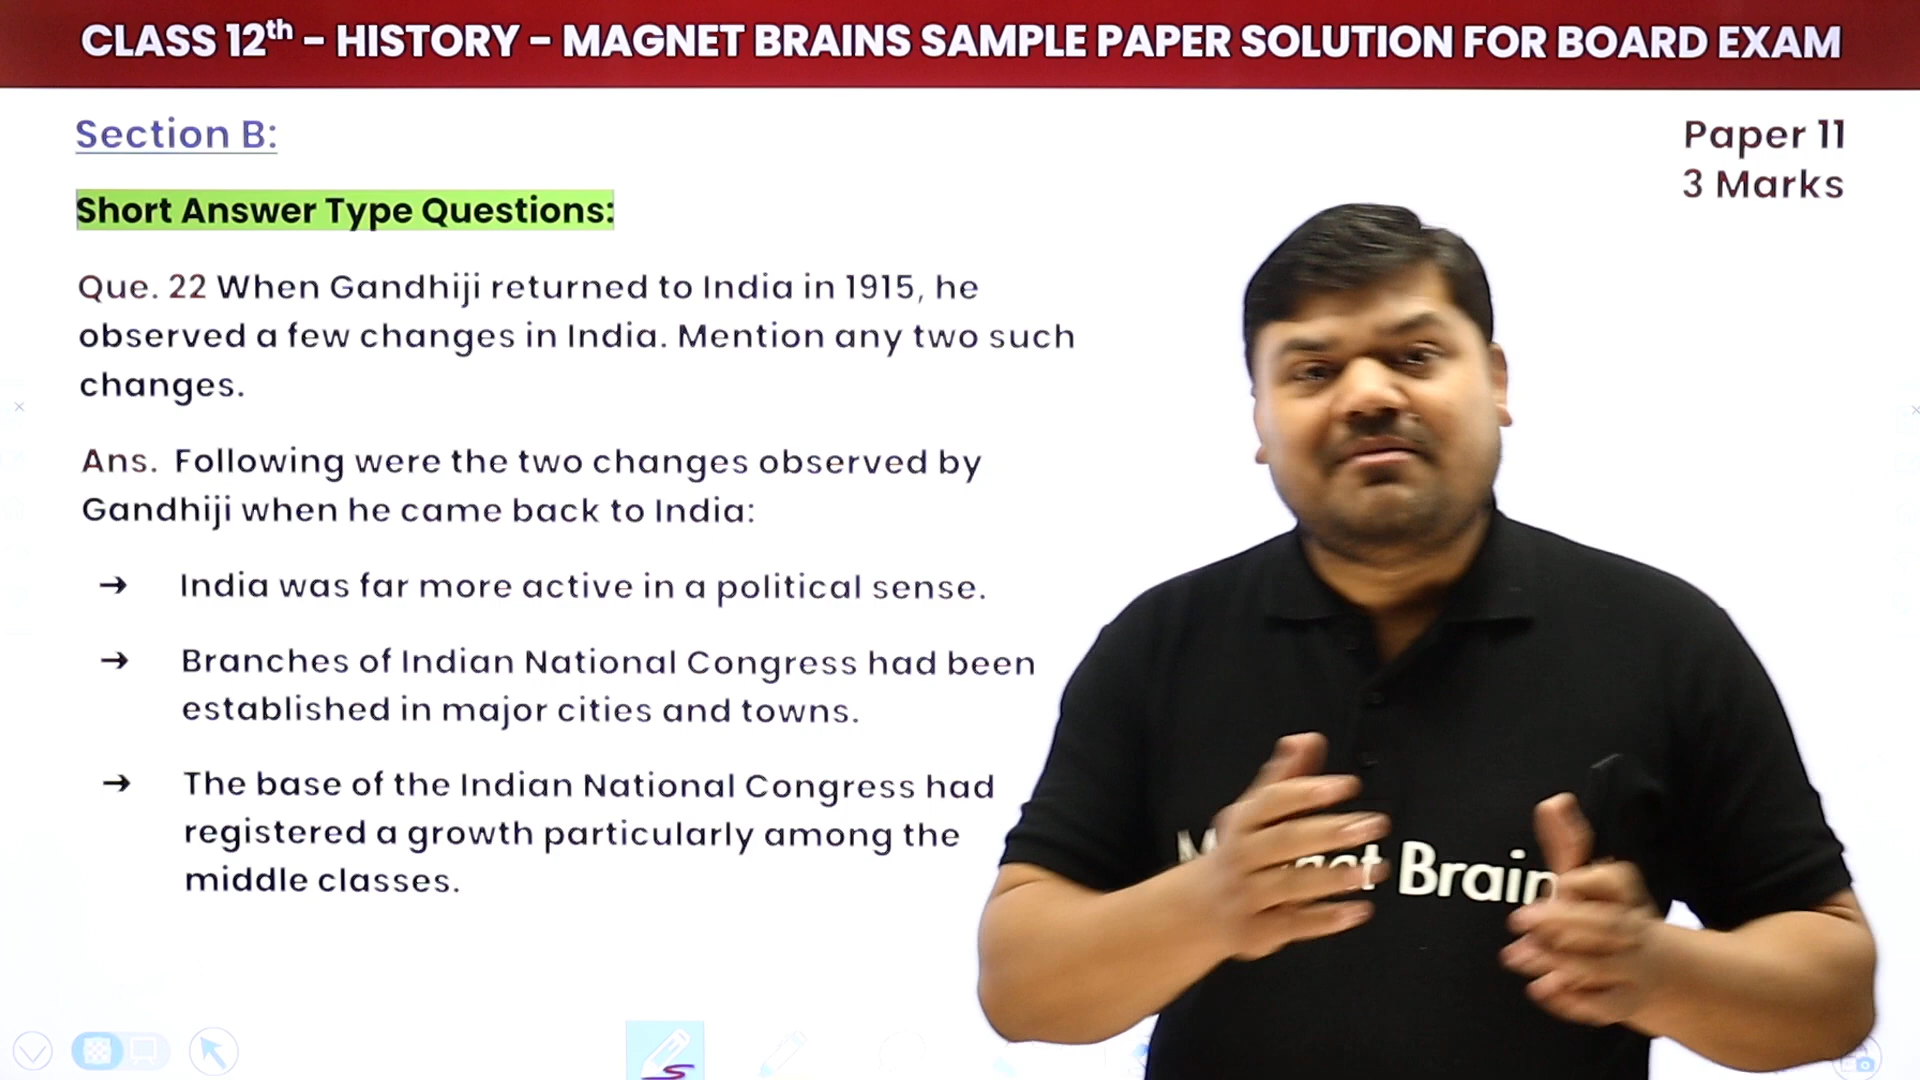 CLASS 12th - HISTORY - MAGNET BRAINS SAMPLE PAPER SOLUTION FOR BOARD EXAM
Section B:
Paper 11
3 Marks
Short Answer Type Questions:
Que. 22 When Gandhiji returned to India in 1915, he
observed a few changes in India. Mention any two such
changes.
Ans. Following were the two changes observed by
Gandhiji when he came back to India:
→ India was far more active in a political sense.
→ Branches of Indian National Congress had been
established in major cities and towns.
→ The base of the Indian National Congress had
registered a growth particularly among the
middle classes.
Brain